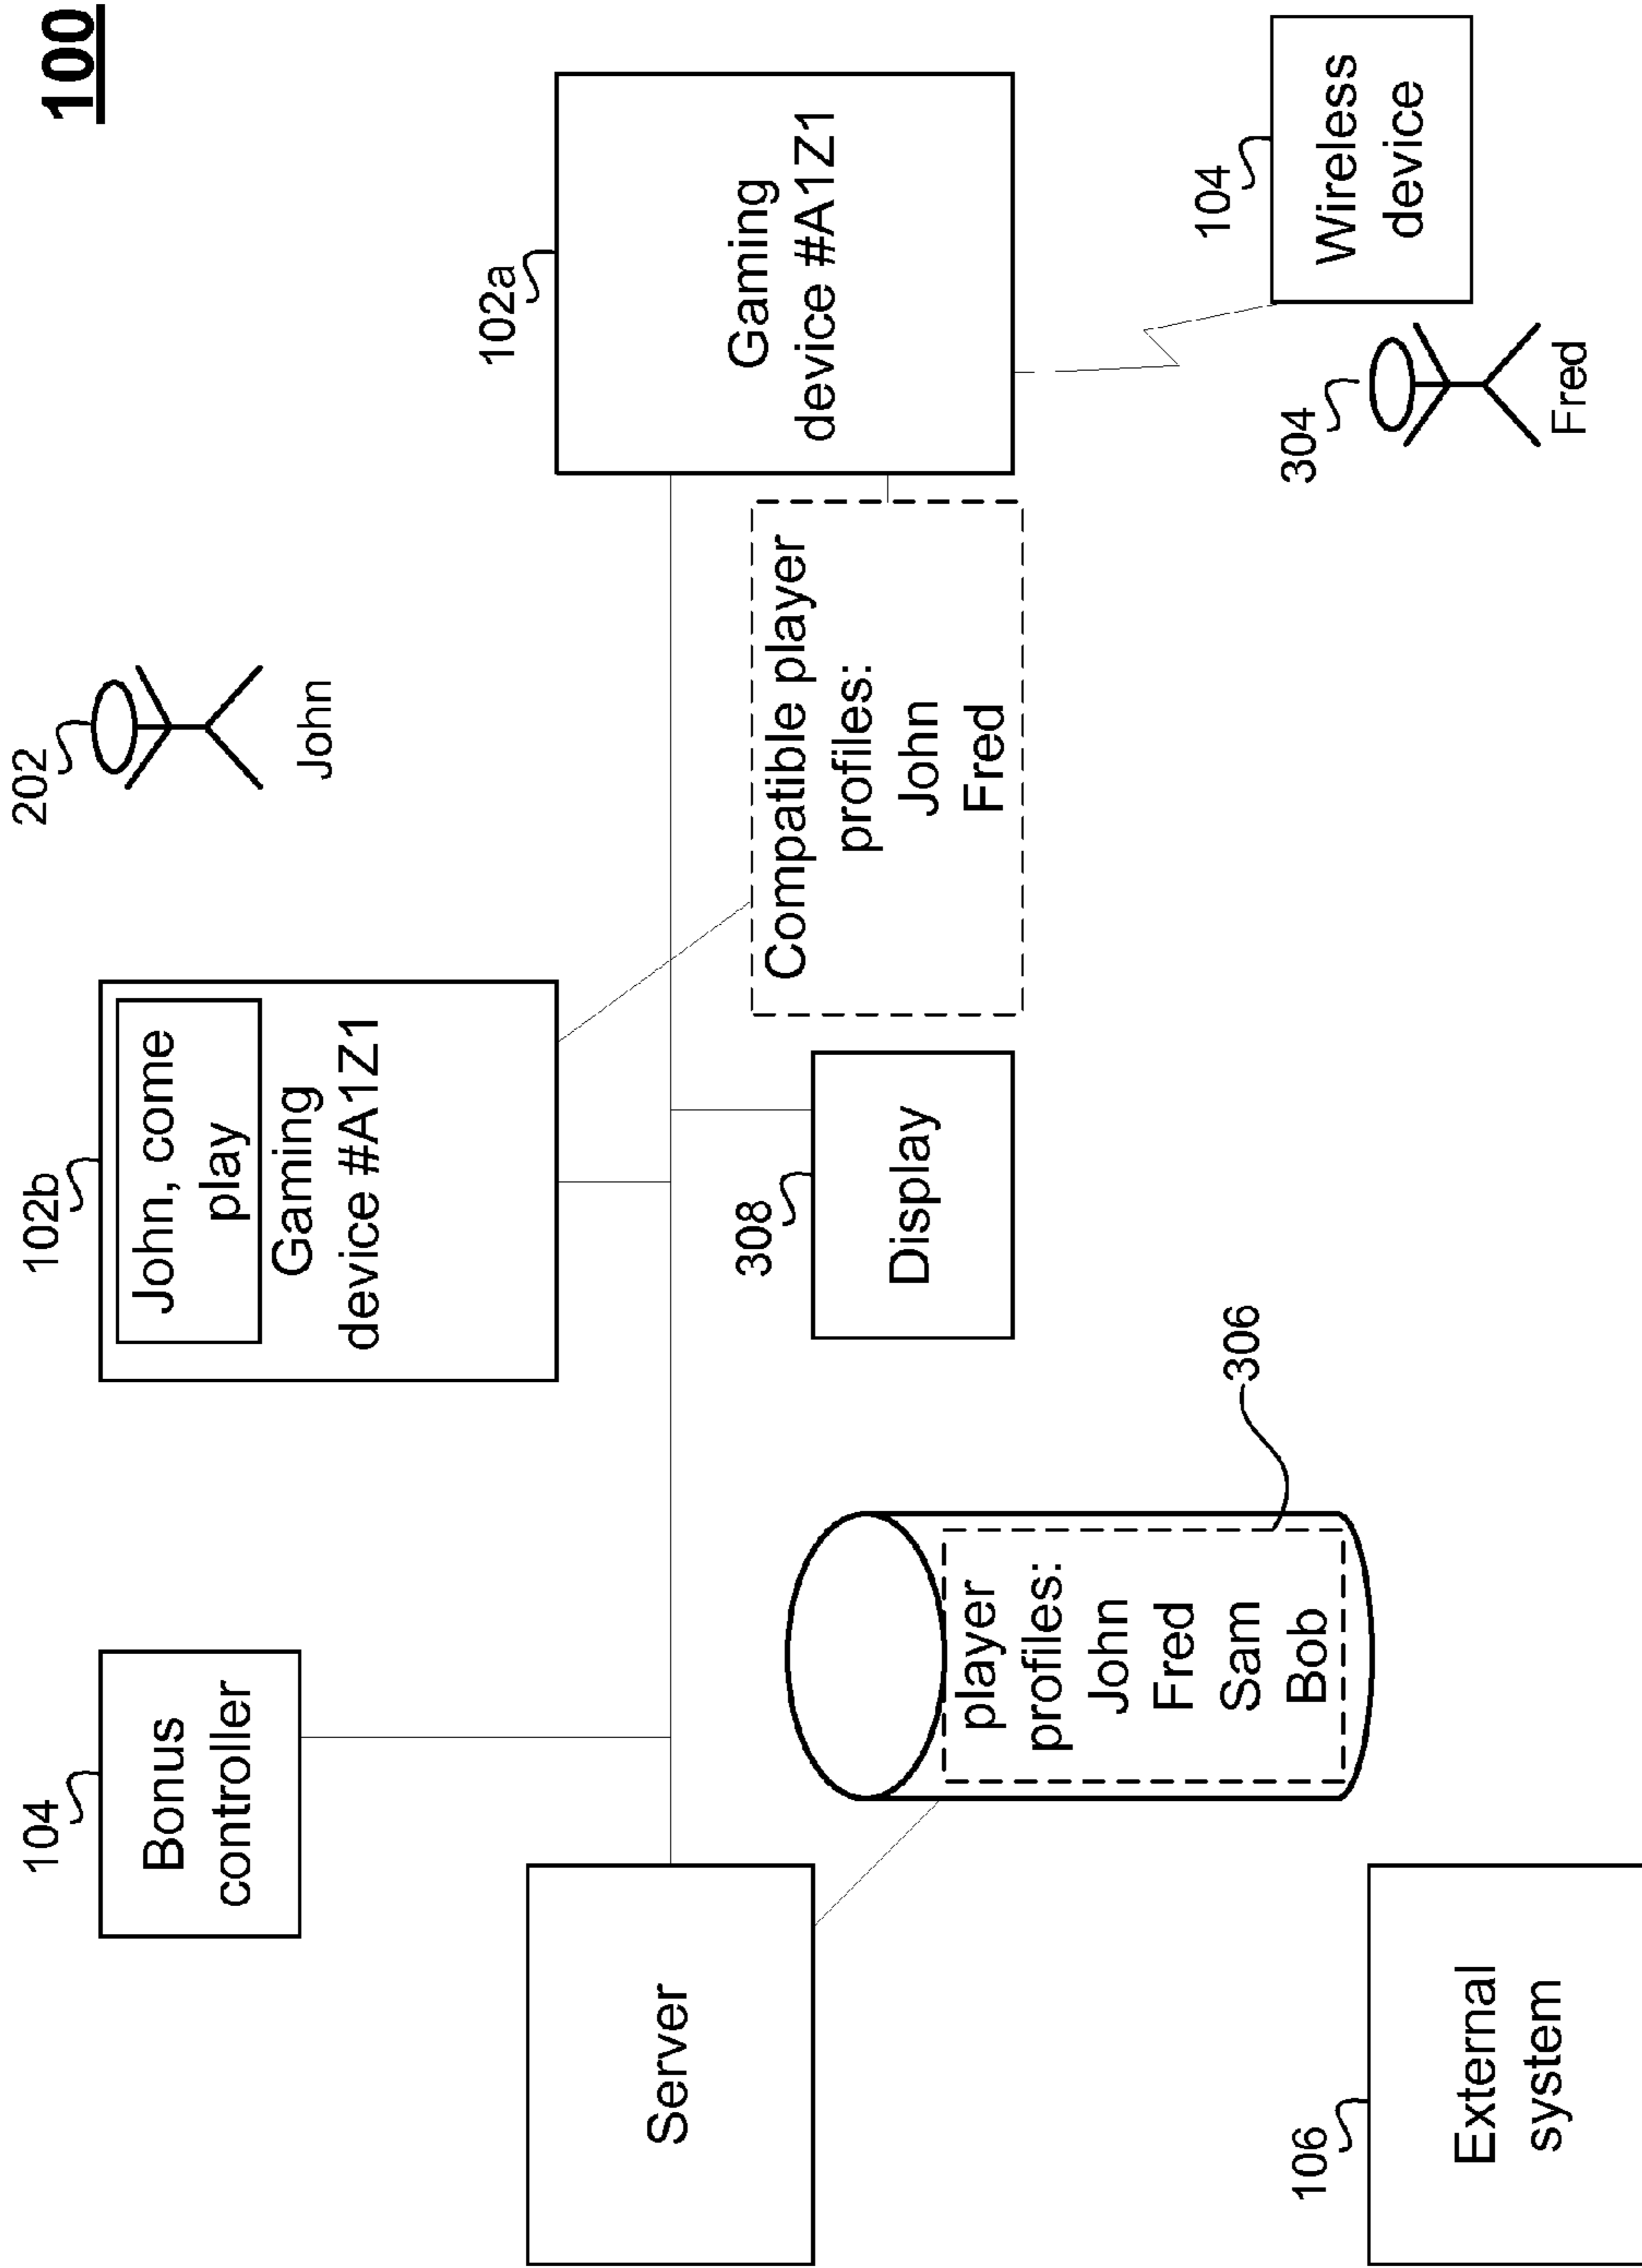 100
104
Bonus
controller
102b
John, come
play
Gaming
device #A1Z1
202
John
102a
Gaming
device #A1Z1
Server
308
Display
Compatible player
profiles:
John
Fred
player
profiles:
John
Fred
Sam
Bob
306
106
External
system
304
Fred
104
Wireless
device